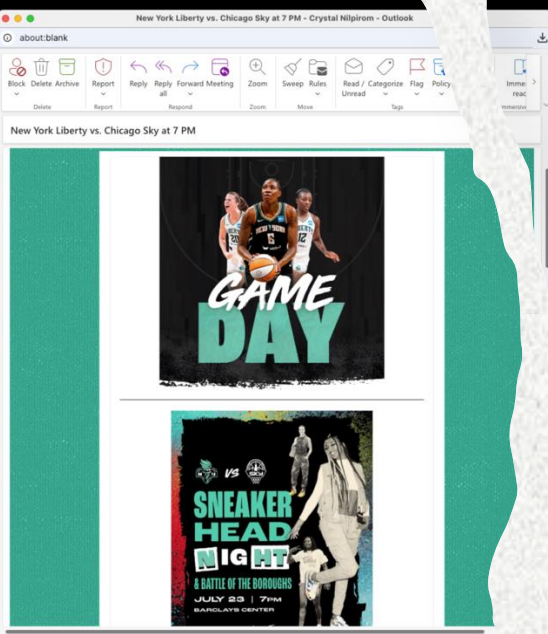 New York Liberty vs. Chicago Sky at 7 PM - Crystal Nilpirom - Outlook
about:blank
Block Delete Archive Report Reply Reply all Forward Meeting Zoom Sweep Rules Read / Unread Categorize Flag Policy
Delete Report Respond Zoom Move Tags
New York Liberty vs. Chicago Sky at 7 PM
GAME
DAY
VS SKY
SNEAKER
HEAD
NIGHT
& BATTLE OF THE BOROUGHS
JULY 23 | 7PM
BARCLAYS CENTER